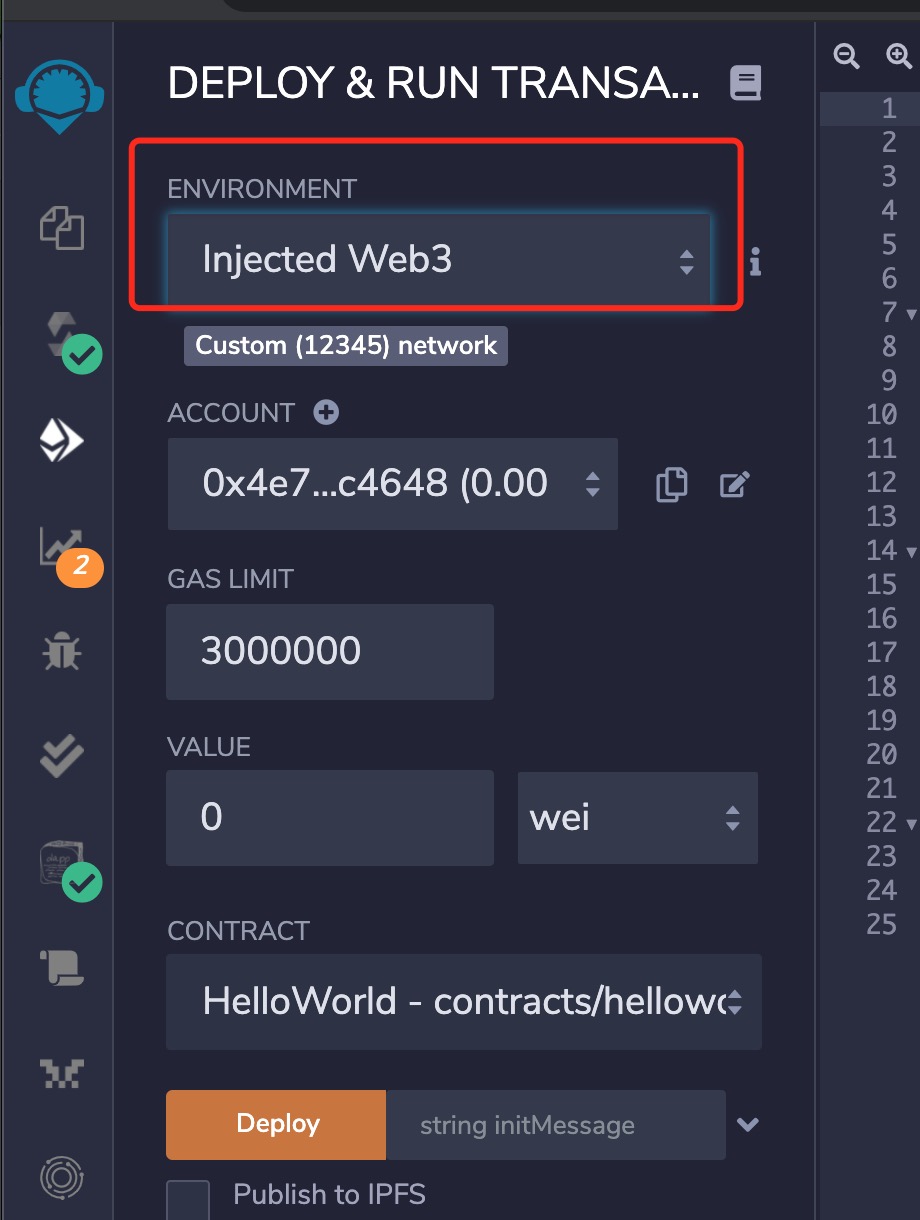 DEPLOY & RUN TRANSA...
ENVIRONMENT
Injected Web3
Custom (12345) network
ACCOUNT
0x4e7...c4648 (0.00
2
GAS LIMIT
3000000
VALUE
0
wei
CONTRACT
HelloWorld - contracts/hellowo
Deploy
string initMessage
Publish to IPFS
1
2
3
4
5
6
7
8
9
10
11
12
13
14
15
16
17
18
19
20
21
22
23
24
25